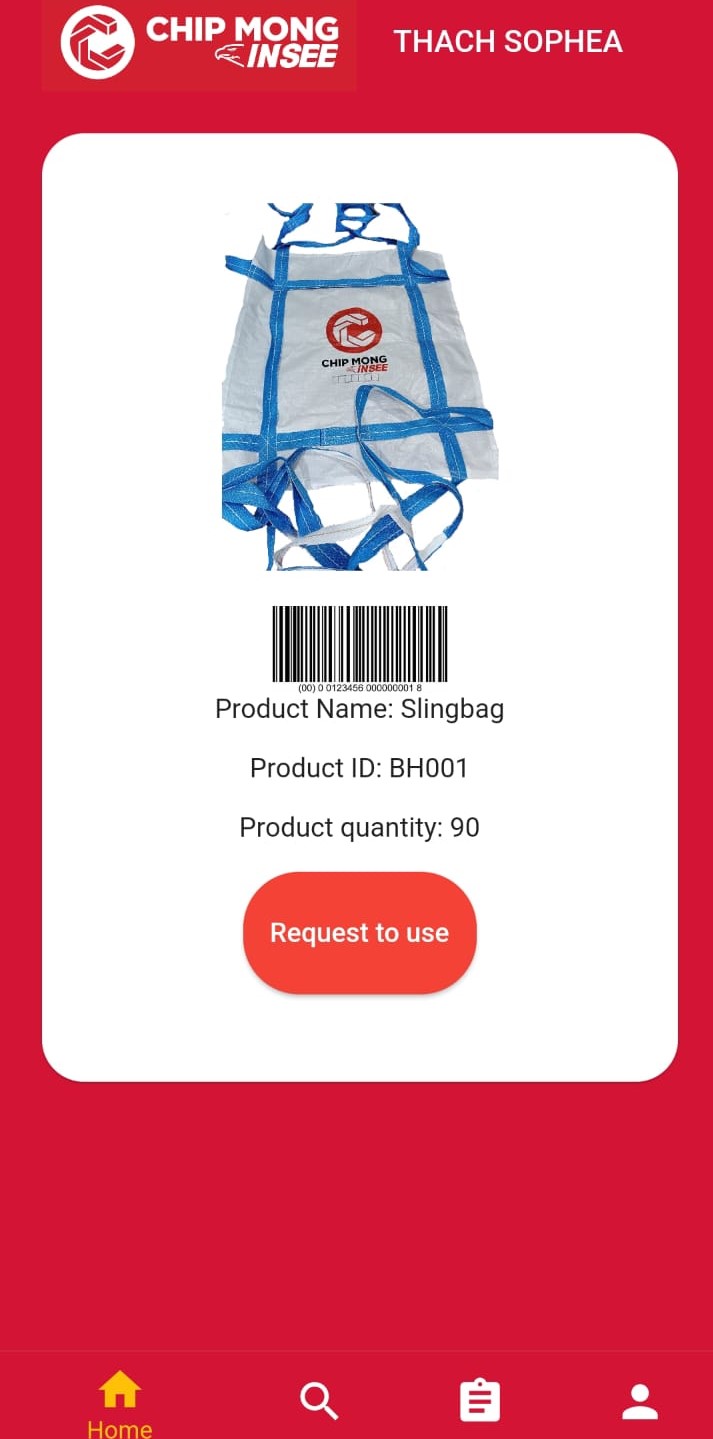 CHIP MONG
INSEE
THACH SOPHEA
CHIP MONG
INSEE
(00) 0 0123456 000000001 8
Product Name: Slingbag
Product ID: BH001
Product quantity: 90
Request to use
Home